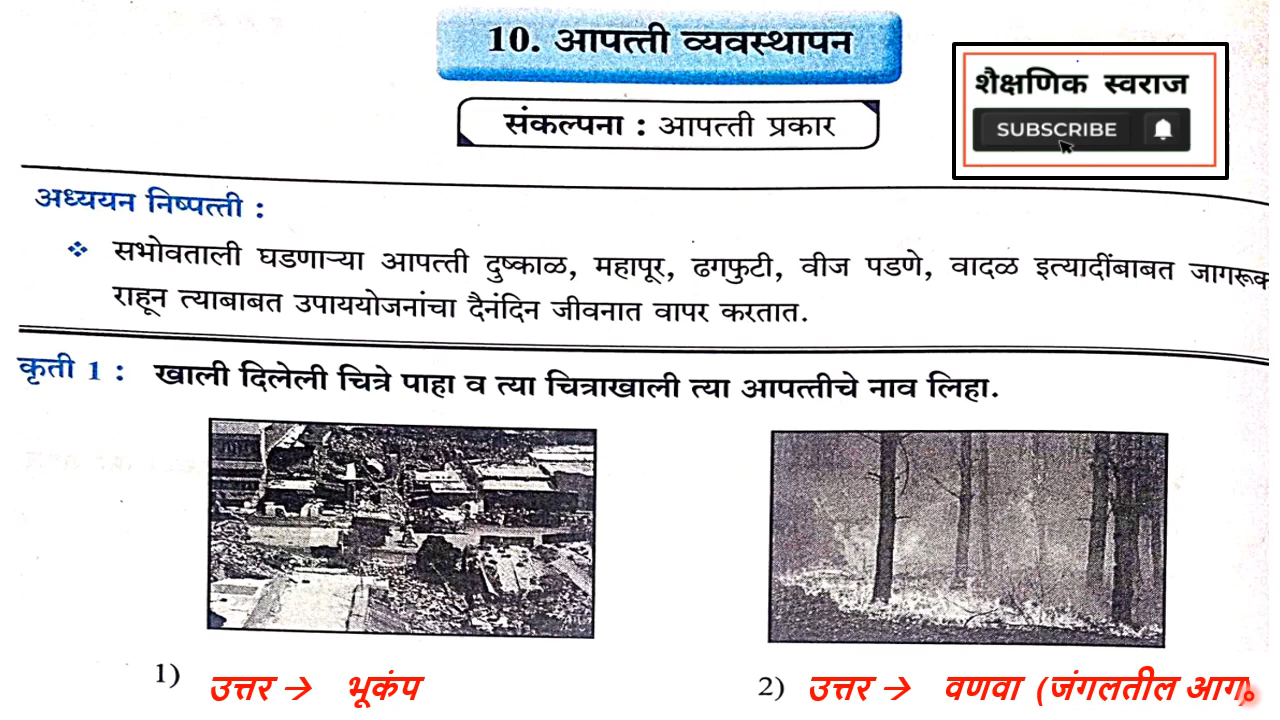 10. आपत्ती व्यवस्थापन
शैक्षणिक स्वराज
SUBSCRIBE
संकल्पना : आपत्ती प्रकार
अध्ययन निष्पत्ती :
❖ सभोवताली घडणाऱ्या आपत्ती दुष्काळ, महापूर, ढगफुटी, वीज पडणे, वादळ इत्यादींबाबत जागरूक
राहून त्याबाबत उपाययोजनांचा दैनंदिन जीवनात वापर करतात.
कृती 1 : खाली दिलेली चित्रे पाहा व त्या चित्राखाली त्या आपत्तीचे नाव लिहा.
1) उत्तर → भूकंप
2) उत्तर → वणवा (जंगलतील आग)